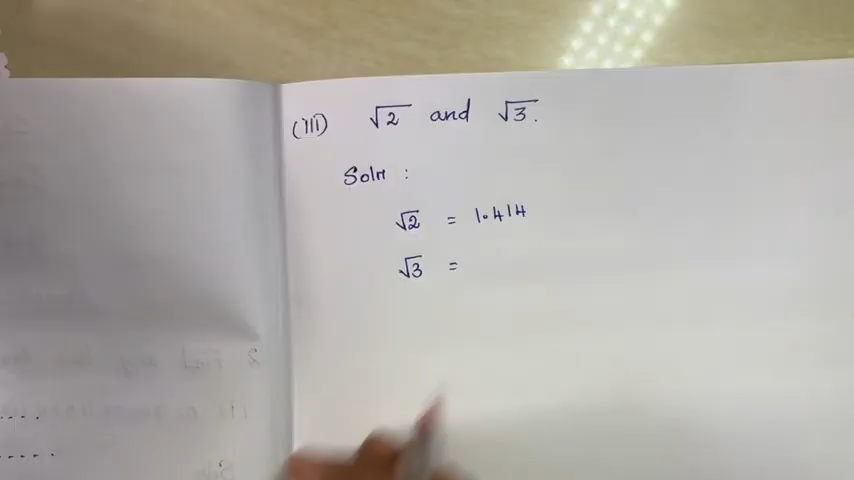 (III) √2 and √3.
Soln :
√2 = 1.414
√3 =